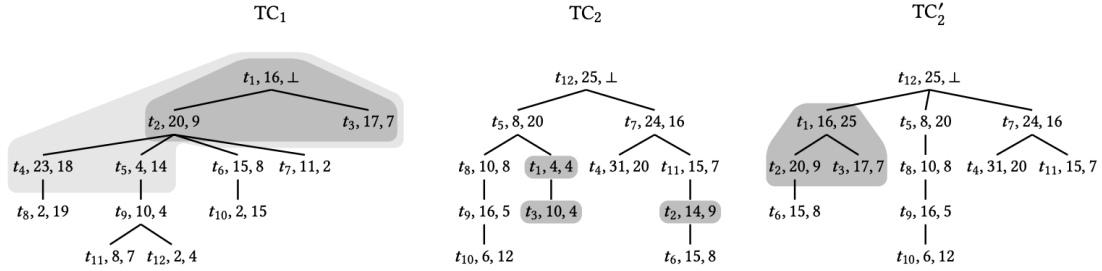 TC₁ TC₂ TC′₂
t₁, 16, ⊥ t₁₂, 25, ⊥ t₁₂, 25, ⊥
t₂, 20, 9 t₃, 17, 7 t₅, 8, 20 t₇, 24, 16 t₁, 16, 25 t₅, 8, 20 t₇, 24, 16
t₄, 23, 18 t₅, 4, 14 t₆, 15, 8 t₇, 11, 2 t₈, 10, 8 t₁, 4, 4 t₄, 31, 20 t₁₁, 15, 7 t₂, 20, 9 t₃, 17, 7 t₈, 10, 8 t₄, 31, 20 t₁₁, 15, 7
t₈, 2, 19 t₉, 10, 4 t₁₀, 2, 15 t₉, 16, 5 t₃, 10, 4 t₂, 14, 9 t₆, 15, 8 t₉, 16, 5
t₁₁, 8, 7 t₁₂, 2, 4 t₁₀, 6, 12 t₆, 15, 8 t₁₀, 6, 12